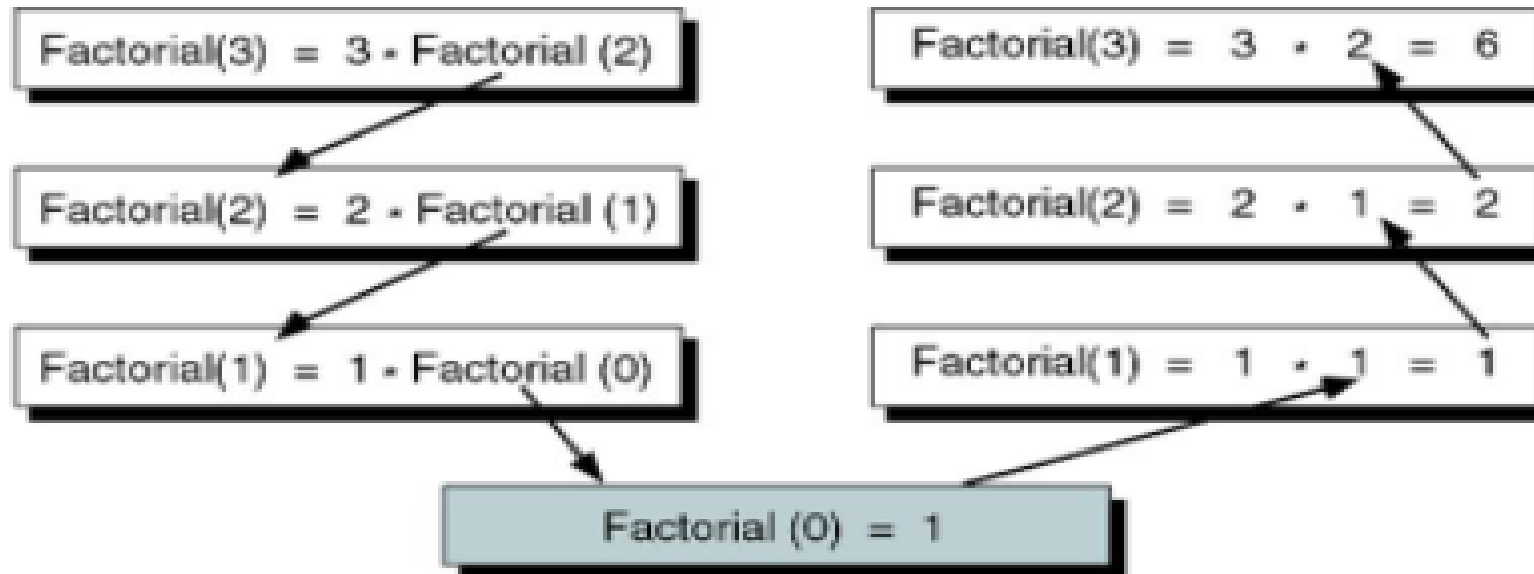 Factorial(3) = 3 • Factorial (2)
Factorial(2) = 2 • Factorial (1)
Factorial(1) = 1 • Factorial (0)
Factorial (0) = 1
Factorial(3) = 3 • 2 = 6
Factorial(2) = 2 • 1 = 2
Factorial(1) = 1 • 1 = 1